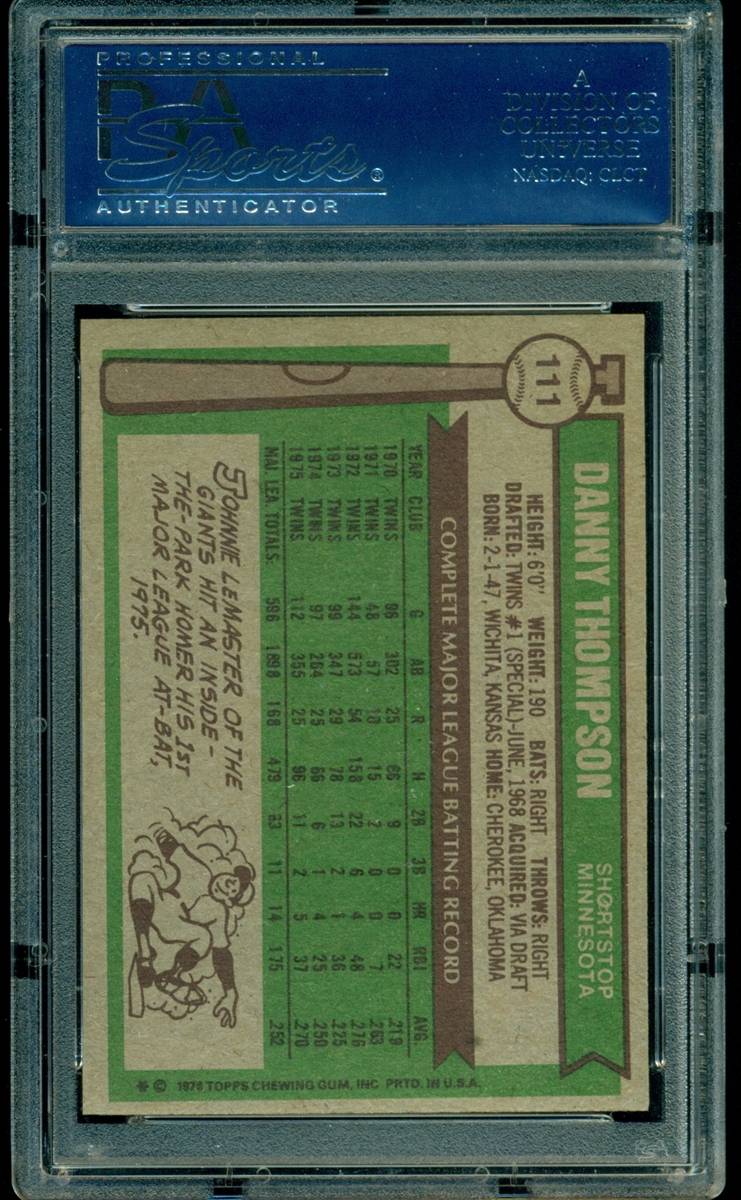 PROFESSIONAL
PSA
Sports®
AUTHENTICATOR
A
DIVISION OF
COLLECTORS
UNIVERSE
NASDAQ: CLCT
111
DANNY THOMPSON
SHORTSTOP
MINNESOTA
HEIGHT: 6'0" WEIGHT: 190 BATS: RIGHT THROWS: RIGHT
DRAFTED: TWINS #1 (SPECIAL)-JUNE, 1968 ACQUIRED: VIA DRAFT
BORN: 2-1-47, WICHITA, KANSAS HOME: CHEROKEE, OKLAHOMA
COMPLETE MAJOR LEAGUE BATTING RECORD
YEAR CLUB G AB R H 2B 3B HR RBI AVG.
1970 TWINS 96 302 25 66 9 0 0 22 .219
1971 TWINS 48 57 10 15 2 0 0 7 .263
1972 TWINS 144 573 54 158 22 6 4 48 .276
1973 TWINS 99 347 29 78 13 2 1 36 .225
1974 TWINS 97 264 25 66 6 1 4 25 .250
1975 TWINS 112 355 25 96 11 2 5 37 .270
MAJ. LEA. TOTALS: 596 1898 168 479 63 11 14 175 .252
JOHNNIE LEMASTER OF THE
GIANTS HIT AN INSIDE-
THE-PARK HOMER HIS 1ST
MAJOR LEAGUE AT-BAT,
1975.
* © 1976 TOPPS CHEWING GUM, INC. PRTD. IN U.S.A.
PSA